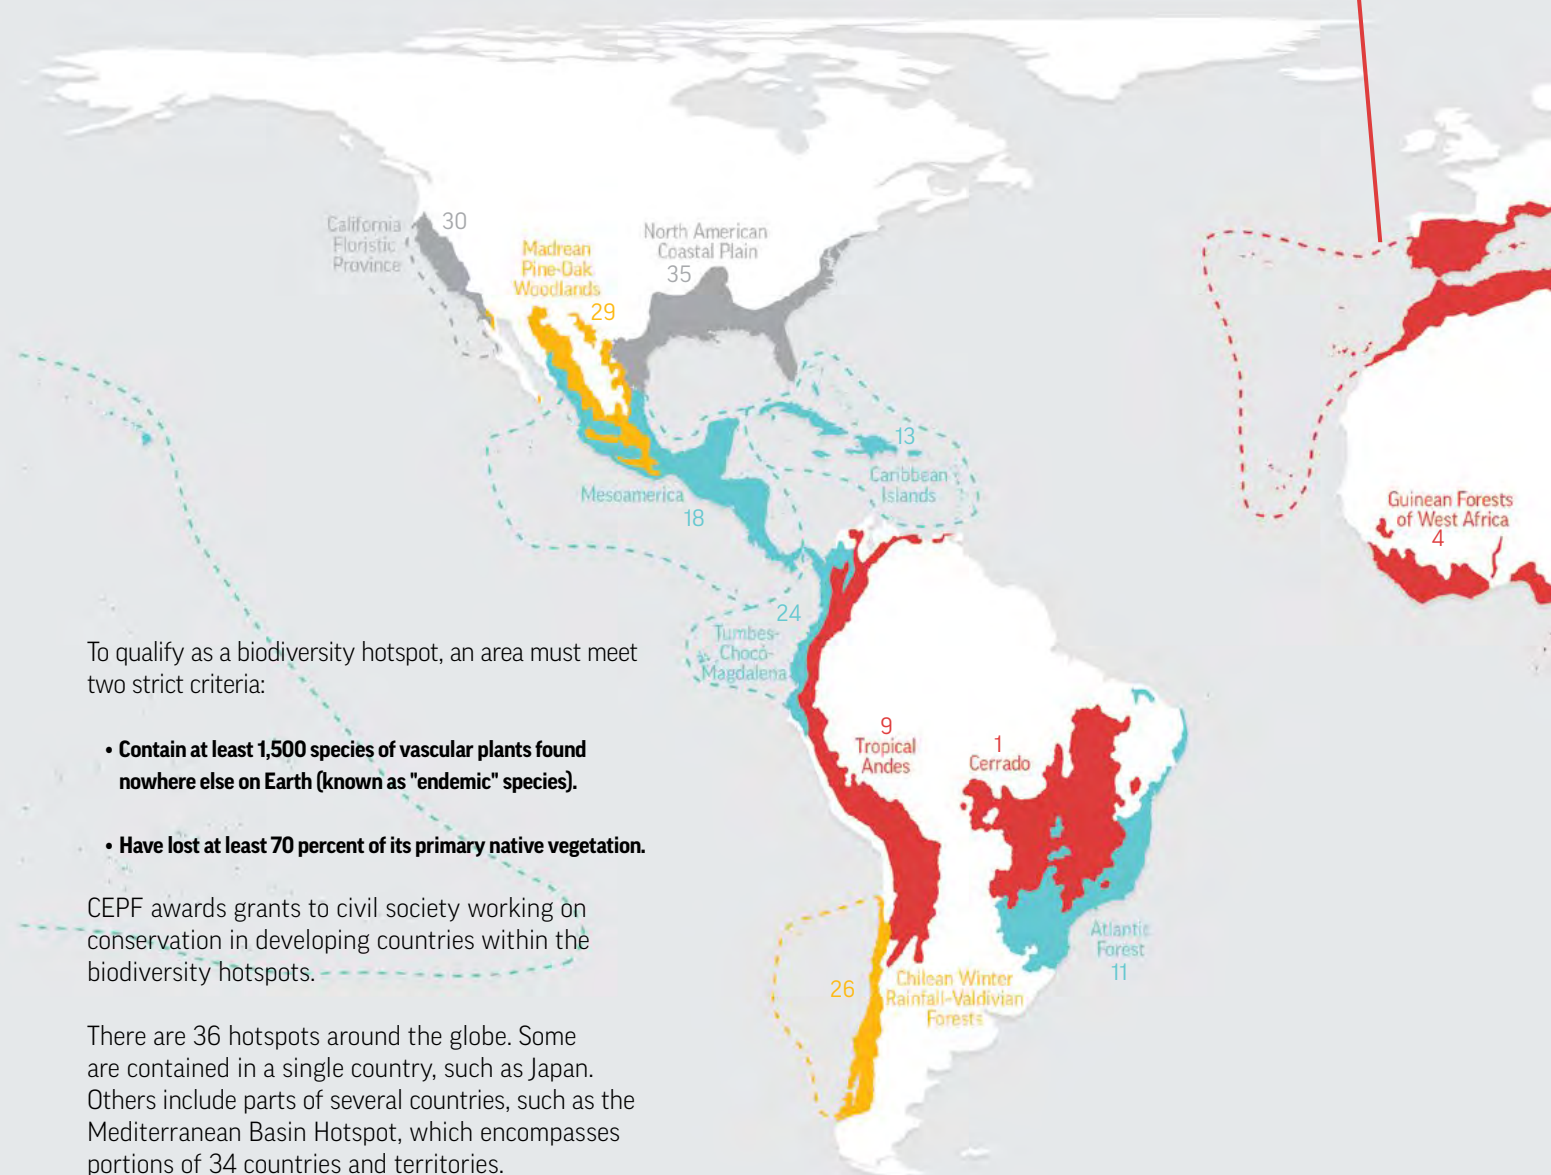 California
Floristic
Province
30
Madrean
Pine-Oak
Woodlands
29
North American
Coastal Plain
35
13
Caribbean
Islands
Mesoamerica
18
Guinean Forests
of West Africa
4
24
Tumbes-
Chocó-
Magdalena
To qualify as a biodiversity hotspot, an area must meet
two strict criteria:
• Contain at least 1,500 species of vascular plants found
nowhere else on Earth (known as "endemic" species).
• Have lost at least 70 percent of its primary native vegetation.
CEPF awards grants to civil society working on
conservation in developing countries within the
biodiversity hotspots.
There are 36 hotspots around the globe. Some
are contained in a single country, such as Japan.
Others include parts of several countries, such as the
Mediterranean Basin Hotspot, which encompasses
portions of 34 countries and territories.
9
Tropical
Andes
1
Cerrado
Atlantic
Forest
11
26
Chilean Winter
Rainfall-Valdivian
Forests